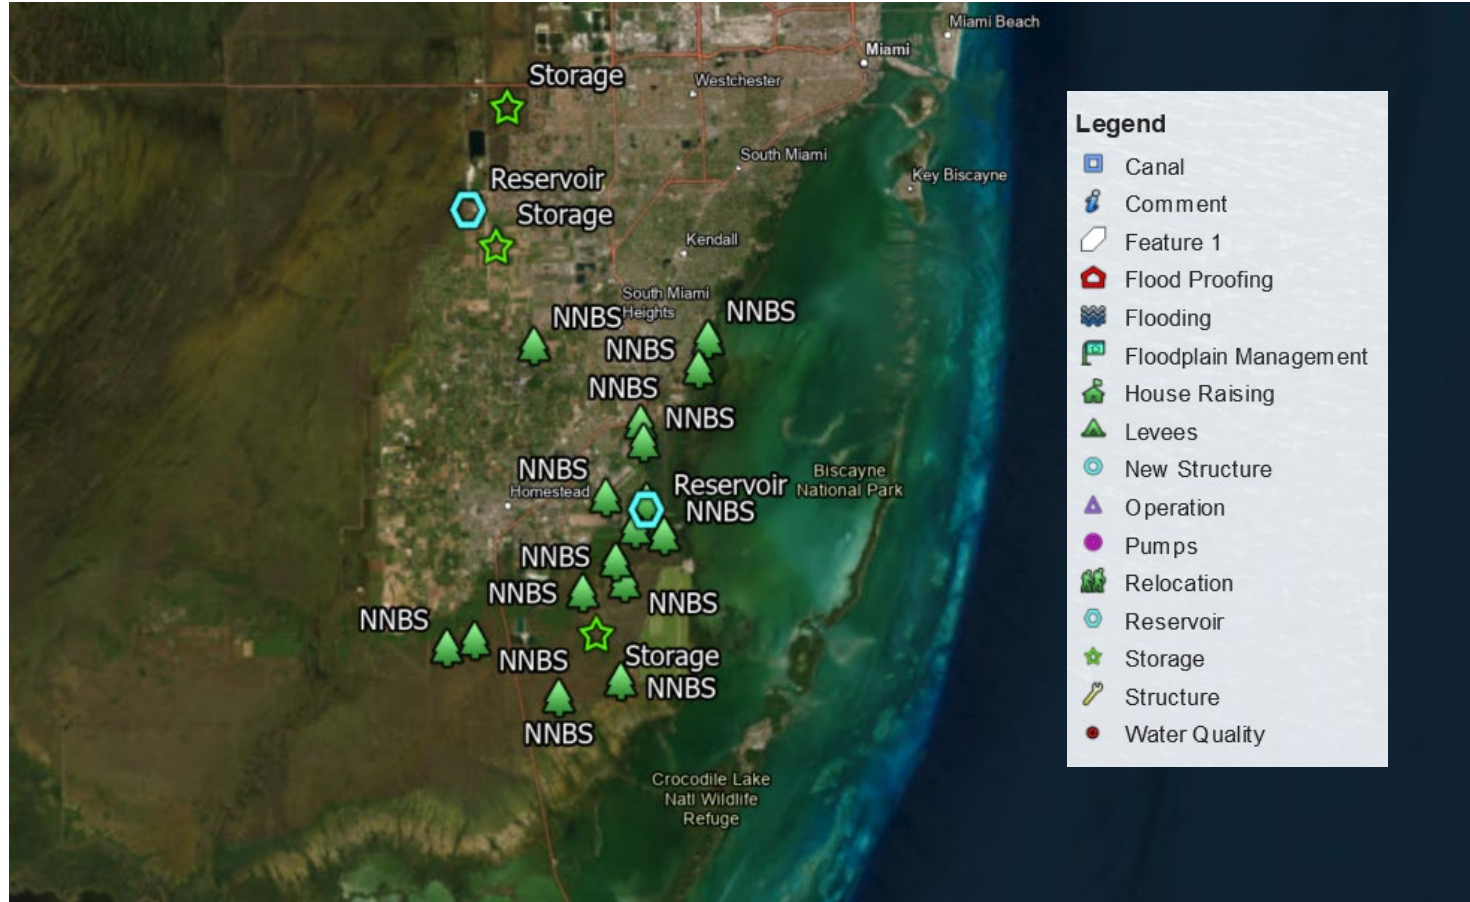 Miami Beach
Miami
Storage
Westchester
South Miami
Reservoir
Key Biscayne
Storage
Kendall
South Miami
Heights
NNBS
NNBS
NNBS
NNBS
NNBS
NNBS
Homestead
Reservoir
NNBS
Biscayne
National Park
NNBS
NNBS
NNBS
NNBS
NNBS
Storage
NNBS
NNBS
Crocodile Lake
Natl Wildlife
Refuge
Legend
Canal
Comment
Feature 1
Flood Proofing
Flooding
Floodplain Management
House Raising
Levees
New Structure
Operation
Pumps
Relocation
Reservoir
Storage
Structure
Water Quality